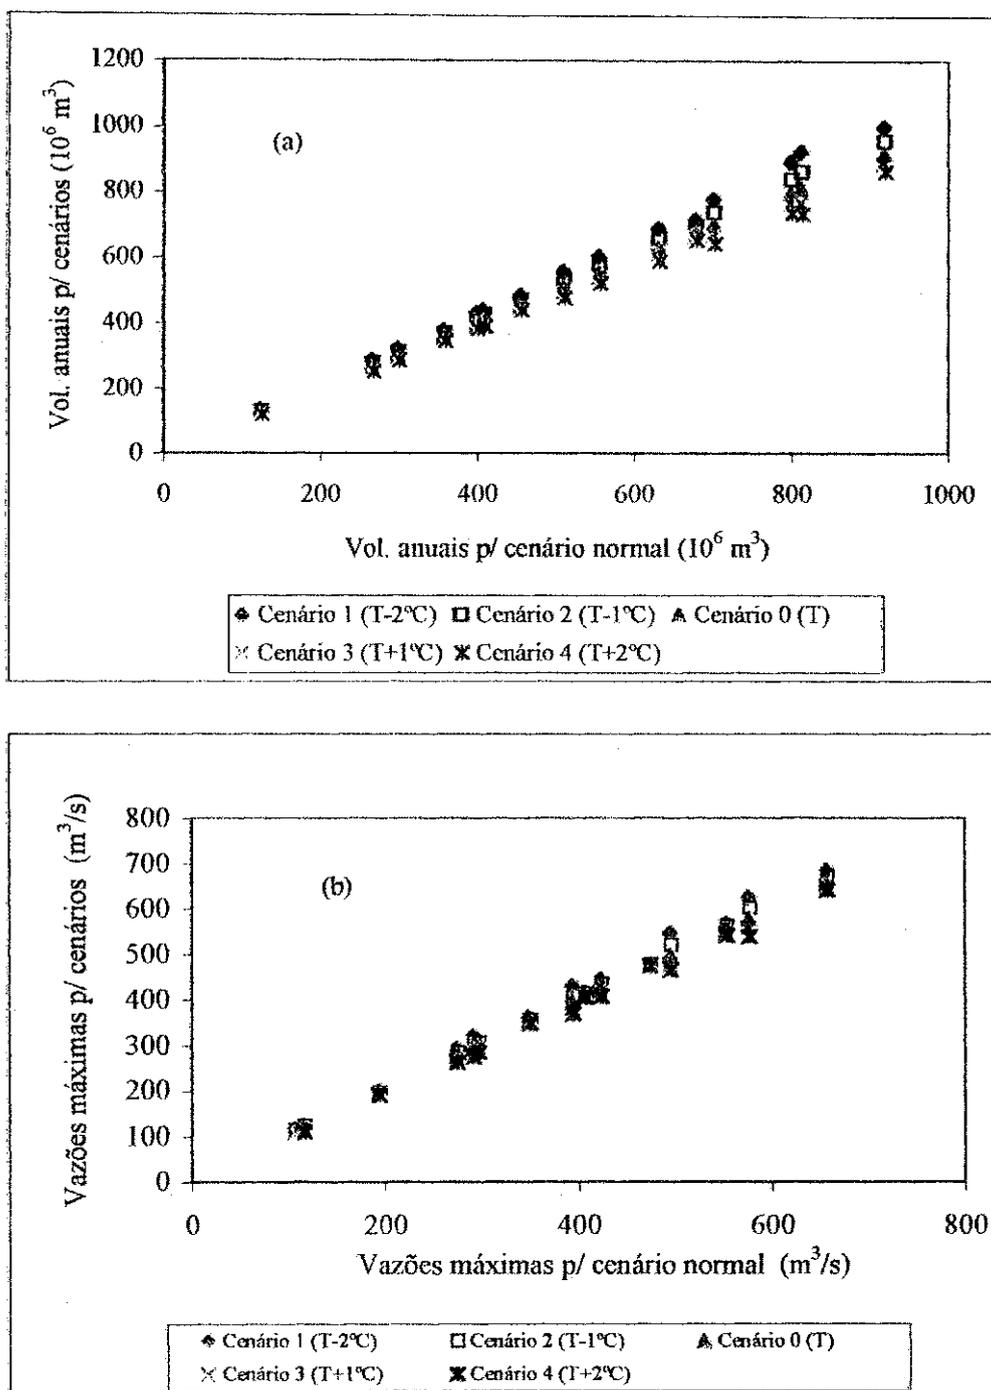 Vol. anuais p/ cenários (10⁶ m³)
1200
1000
800
600
400
200
0
(a)
0 200 400 600 800 1000
Vol. anuais p/ cenário normal (10⁶ m³)
Cenário 1 (T-2ºC) Cenário 2 (T-1ºC) Cenário 0 (T)
Cenário 3 (T+1ºC) Cenário 4 (T+2ºC)
Vazões máximas p/ cenários (m³/s)
800
700
600
500
400
300
200
100
0
(b)
0 200 400 600 800
Vazões máximas p/ cenário normal (m³/s)
Cenário 1 (T-2ºC) Cenário 2 (T-1ºC) Cenário 0 (T)
Cenário 3 (T+1ºC) Cenário 4 (T+2ºC)